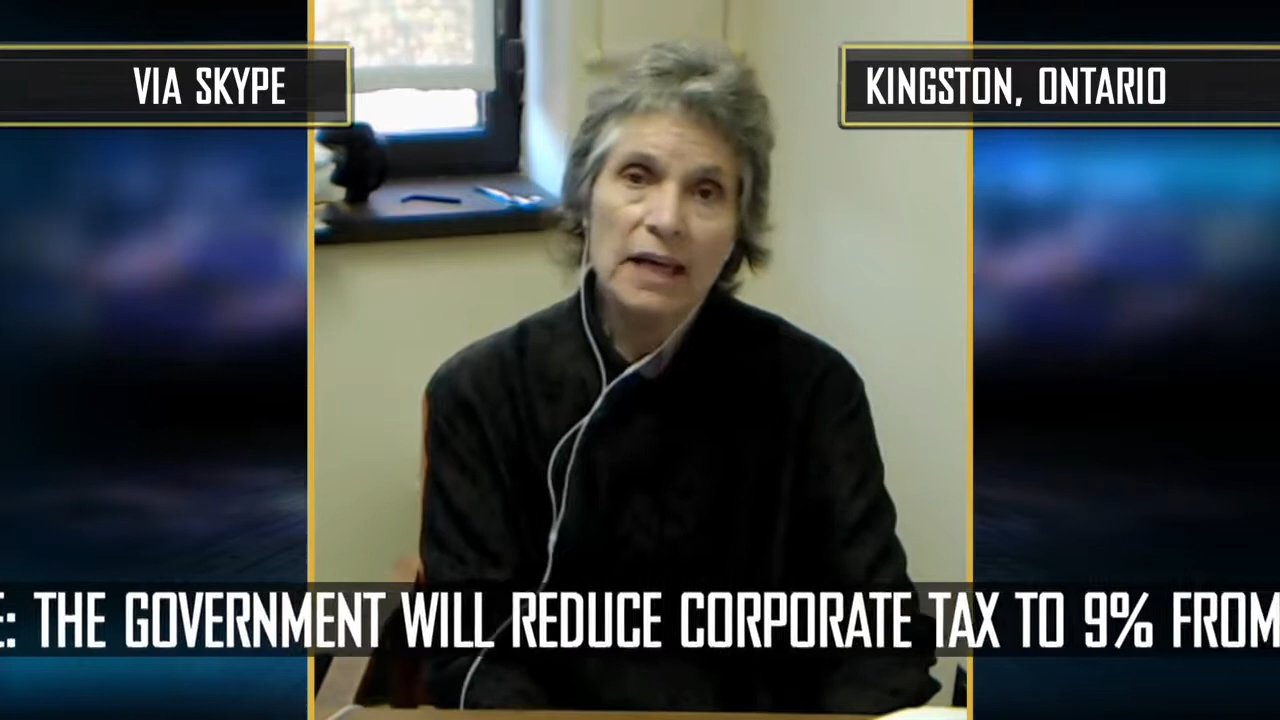 VIA SKYPE
KINGSTON, ONTARIO
: THE GOVERNMENT WILL REDUCE CORPORATE TAX TO 9% FROM